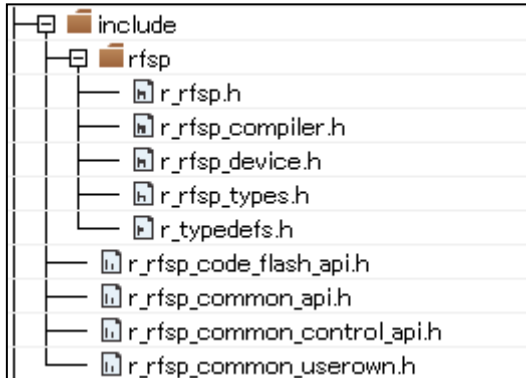 include
rfsp
r_rfsp.h
r_rfsp_compiler.h
r_rfsp_device.h
r_rfsp_types.h
r_typedefs.h
r_rfsp_code_flash_api.h
r_rfsp_common_api.h
r_rfsp_common_control_api.h
r_rfsp_common_userown.h